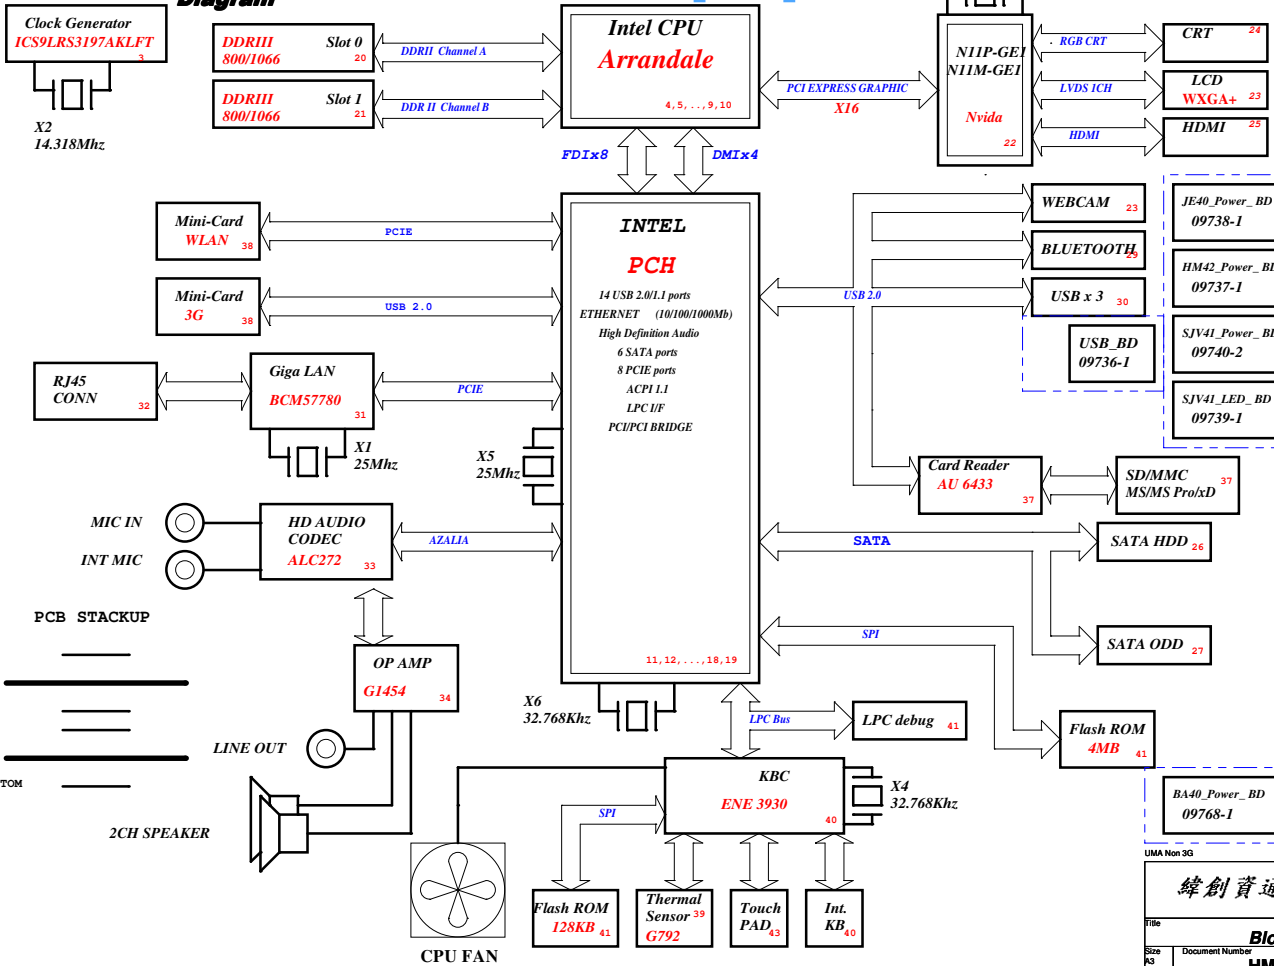 Diagram
Clock Generator
ICS9LRS3197AKLFT
3
X2
14.318Mhz
DDRIII
800/1066
Slot 0
20
DDRII Channel A
DDRIII
800/1066
Slot 1
21
DDR II Channel B
Intel CPU
Arrandale
4,5,..,9,10
PCI EXPRESS GRAPHIC
X16
N11P-GE1
N11M-GE1
Nvida
22
RGB CRT
CRT
24
LVDS 1CH
LCD
WXGA+
23
HDMI
HDMI
25
FDIx8
DMIx4
INTEL
PCH
14 USB 2.0/1.1 ports
ETHERNET (10/100/1000Mb)
High Definition Audio
6 SATA ports
8 PCIE ports
ACPI 1.1
LPC I/F
PCI/PCI BRIDGE
11,12,...,18,19
Mini-Card
WLAN
38
PCIE
Mini-Card
3G
38
USB 2.0
RJ45
CONN
32
Giga LAN
BCM57780
31
PCIE
X1
25Mhz
X5
25Mhz
MIC IN
INT MIC
HD AUDIO
CODEC
ALC272
33
AZALIA
PCB STACKUP
TOM
OP AMP
G1454
34
LINE OUT
2CH SPEAKER
X6
32.768Khz
USB 2.0
WEBCAM
23
BLUETOOTH
29
USB x 3
30
USB_BD
09736-1
JE40_Power_BD
09738-1
HM42_Power_BD
09737-1
SJV41_Power_BD
09740-2
SJV41_LED_BD
09739-1
Card Reader
AU 6433
37
SD/MMC
MS/MS Pro/xD
37
SATA
SATA HDD
26
SATA ODD
27
SPI
Flash ROM
4MB
41
LPC Bus
LPC debug
41
KBC
ENE 3930
40
X4
32.768Khz
SPI
CPU FAN
Flash ROM
128KB
41
Thermal
Sensor
39
G792
Touch
PAD
43
Int.
KB
40
BA40_Power_BD
09768-1
UMA Non 3G
緯創資通
Title
Blo
Size
A3
Document Number
HM